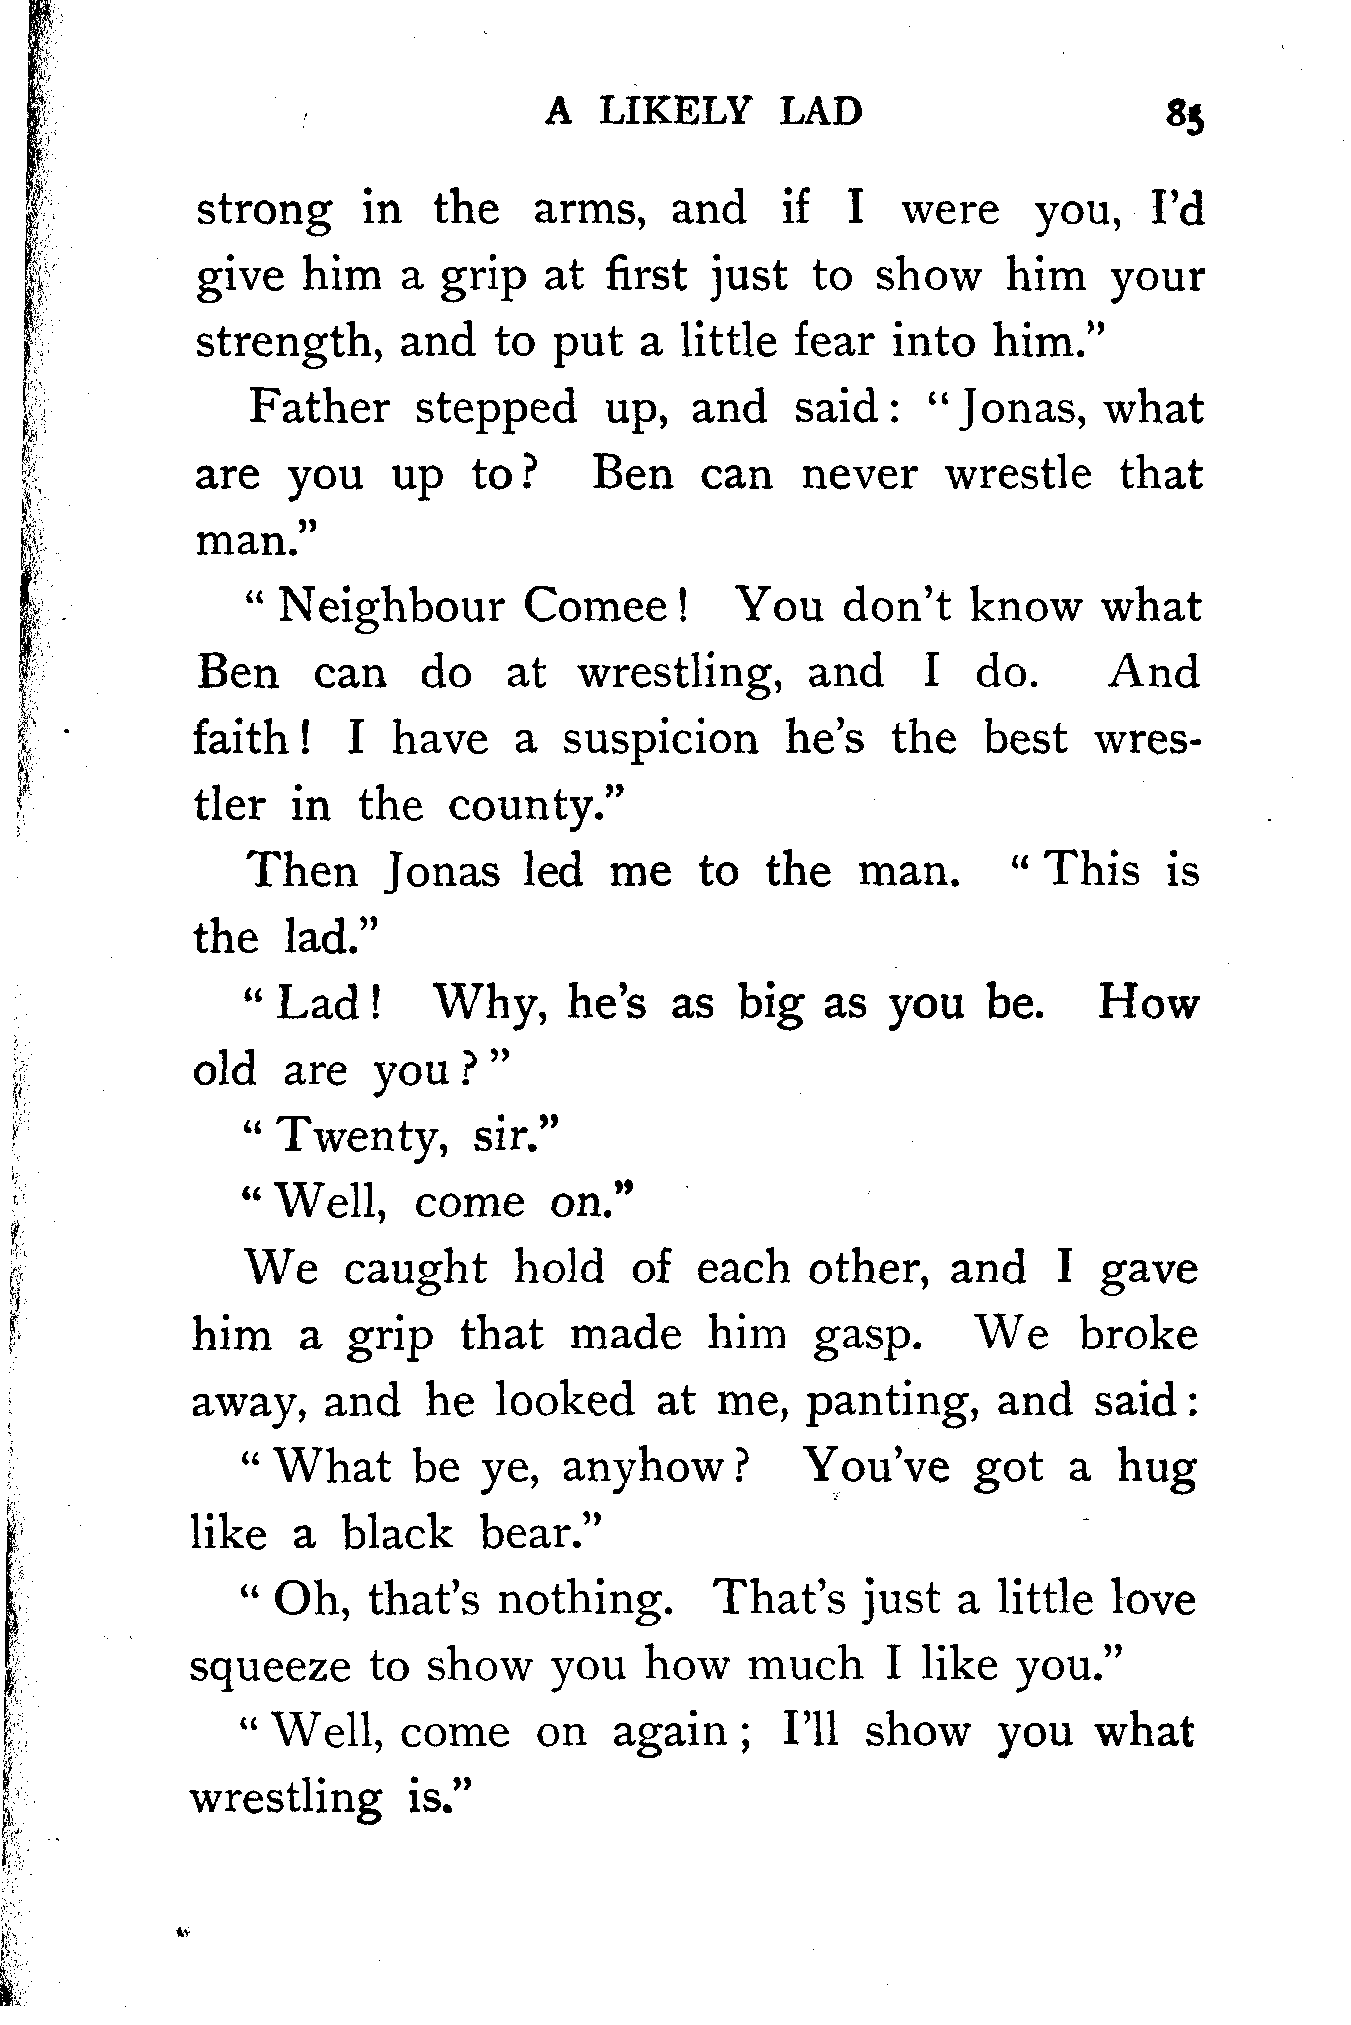 A LIKELY LAD 85
strong in the arms, and if I were you, I'd
give him a grip at first just to show him your
strength, and to put a little fear into him."
Father stepped up, and said: "Jonas, what
are you up to? Ben can never wrestle that
man."
"Neighbour Comee! You don't know what
Ben can do at wrestling, and I do. And
faith! I have a suspicion he's the best wres-
tler in the county."
Then Jonas led me to the man. "This is
the lad."
"Lad! Why, he's as big as you be. How
old are you?"
"Twenty, sir."
"Well, come on."
We caught hold of each other, and I gave
him a grip that made him gasp. We broke
away, and he looked at me, panting, and said:
"What be ye, anyhow? You've got a hug
like a black bear."
"Oh, that's nothing. That's just a little love
squeeze to show you how much I like you."
"Well, come on again; I'll show you what
wrestling is."